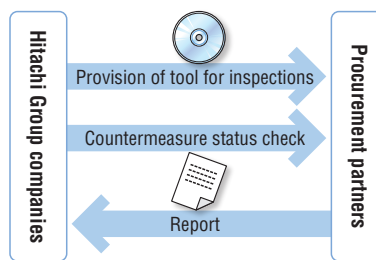 Hitachi Group companies
Provision of tool for inspections
Countermeasure status check
Report
Procurement partners